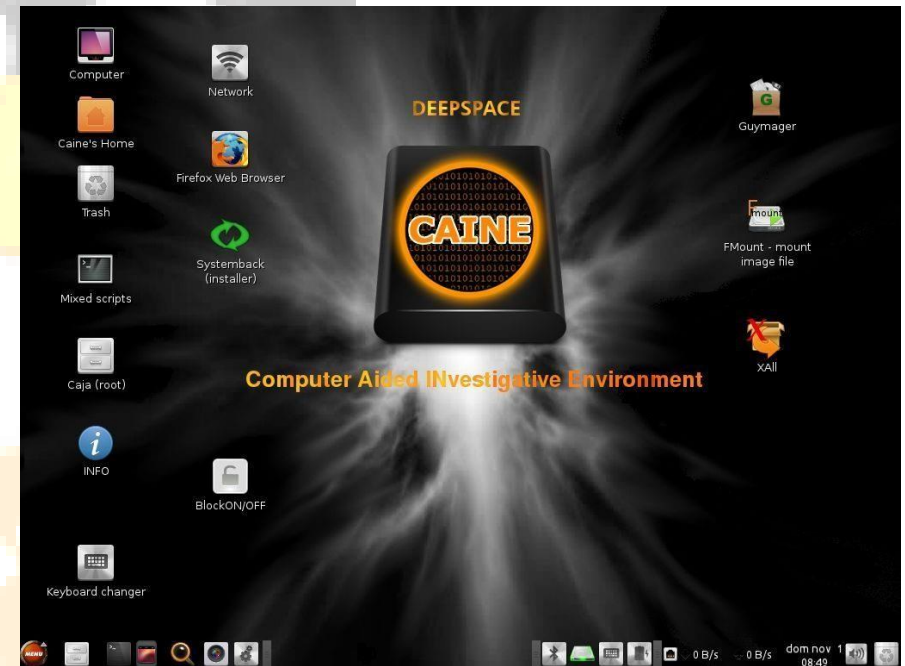 Computer
Caine's Home
Trash
Mixed scripts
Caja (root)
INFO
Keyboard changer
Network
Firefox Web Browser
Systemback
(installer)
BlockON/OFF
DEEPSPACE
CAINE
Computer Aided INvestigative Environment
G
Guymager
Fmount
FMount - mount
image file
XAll
MENU
0 B/s
0 B/s
dom nov 1
08:49